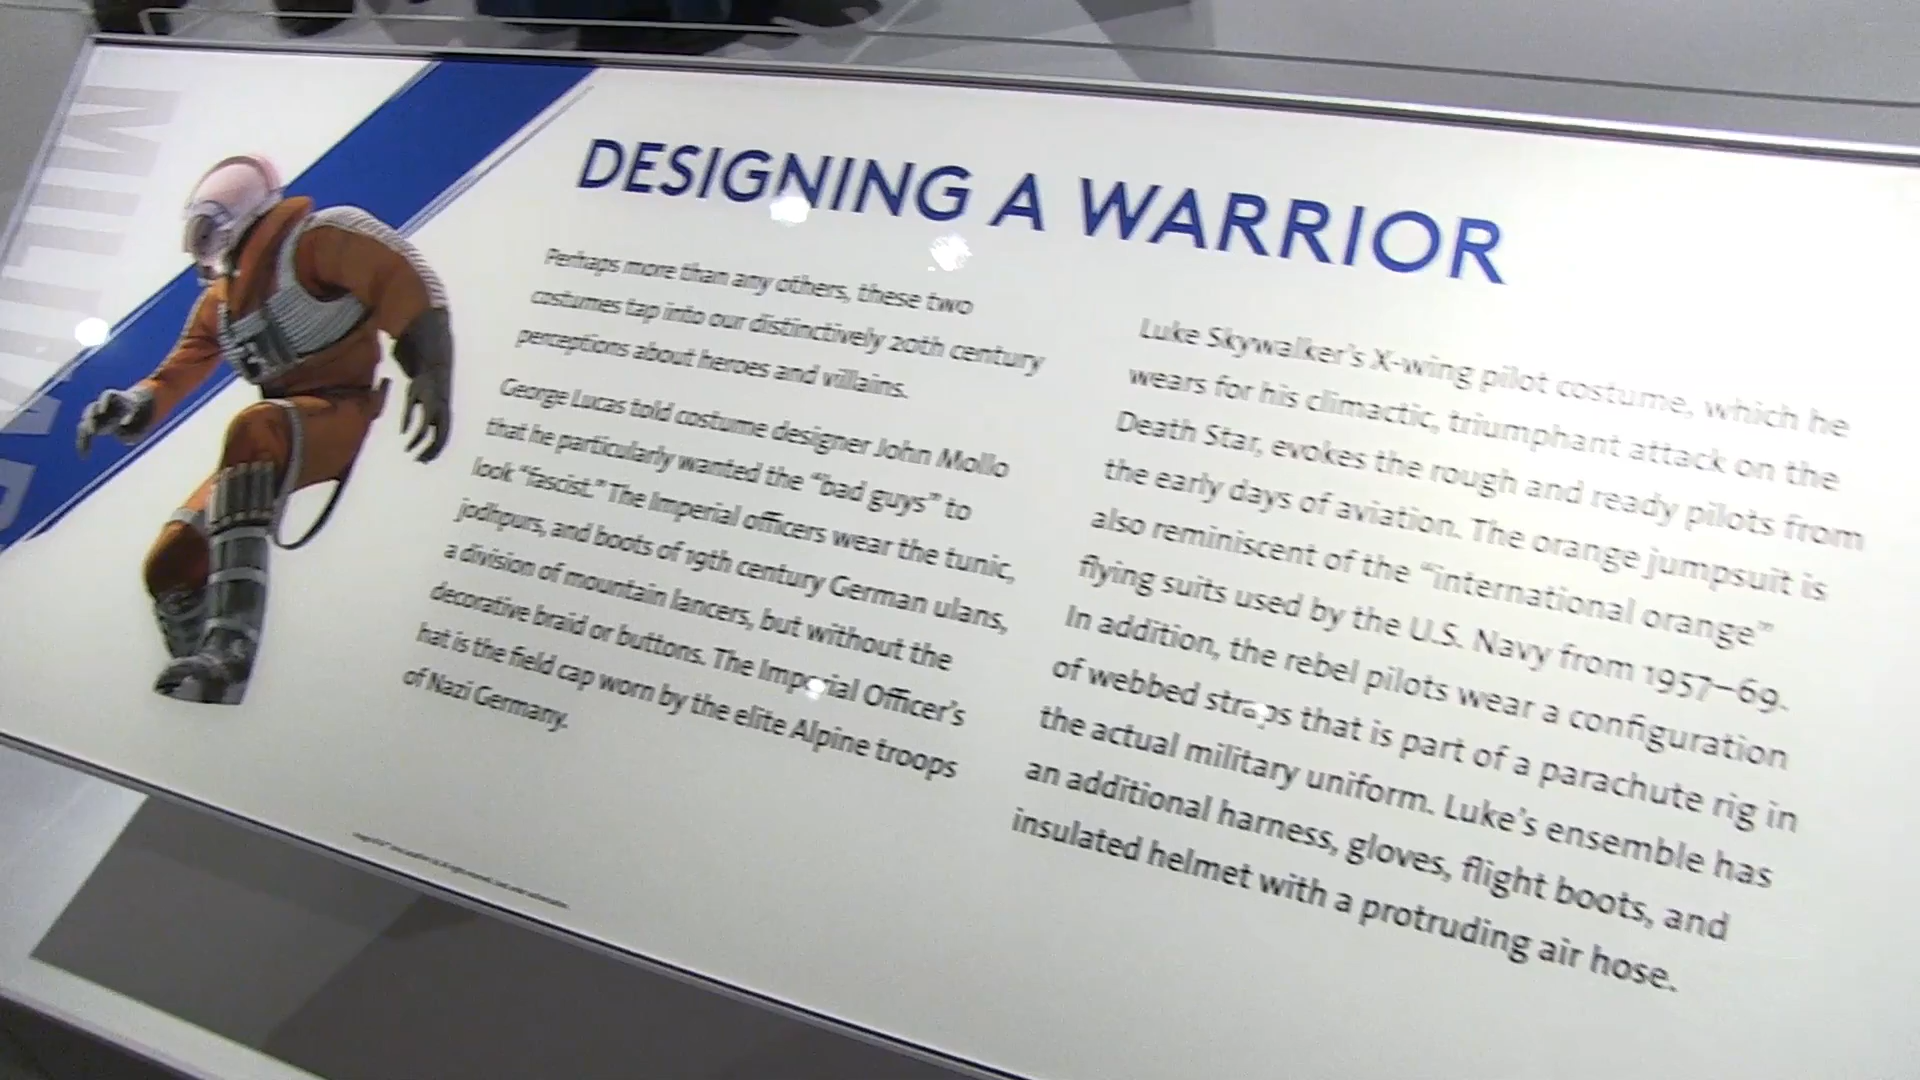 MILITAR
DESIGNING A WARRIOR
Perhaps more than any others, these two
costumes tap into our distinctively 20th century
perceptions about heroes and villains.
George Lucas told costume designer John Mollo
that he particularly wanted the “bad guys” to
look “fascist.” The Imperial officers wear the tunic,
jodhpurs, and boots of 19th century German ulans,
a division of mountain lancers, but without the
decorative braid or buttons. The Imperial Officer’s
hat is the field cap worn by the elite Alpine troops
of Nazi Germany.
Luke Skywalker’s X-wing pilot costume, which he
wears for his climactic, triumphant attack on the
Death Star, evokes the rough and ready pilots from
the early days of aviation. The orange jumpsuit is
also reminiscent of the “international orange”
flying suits used by the U.S. Navy from 1957–69.
In addition, the rebel pilots wear a configuration
of webbed straps that is part of a parachute rig in
the actual military uniform. Luke’s ensemble has
an additional harness, gloves, flight boots, and
insulated helmet with a protruding air hose.